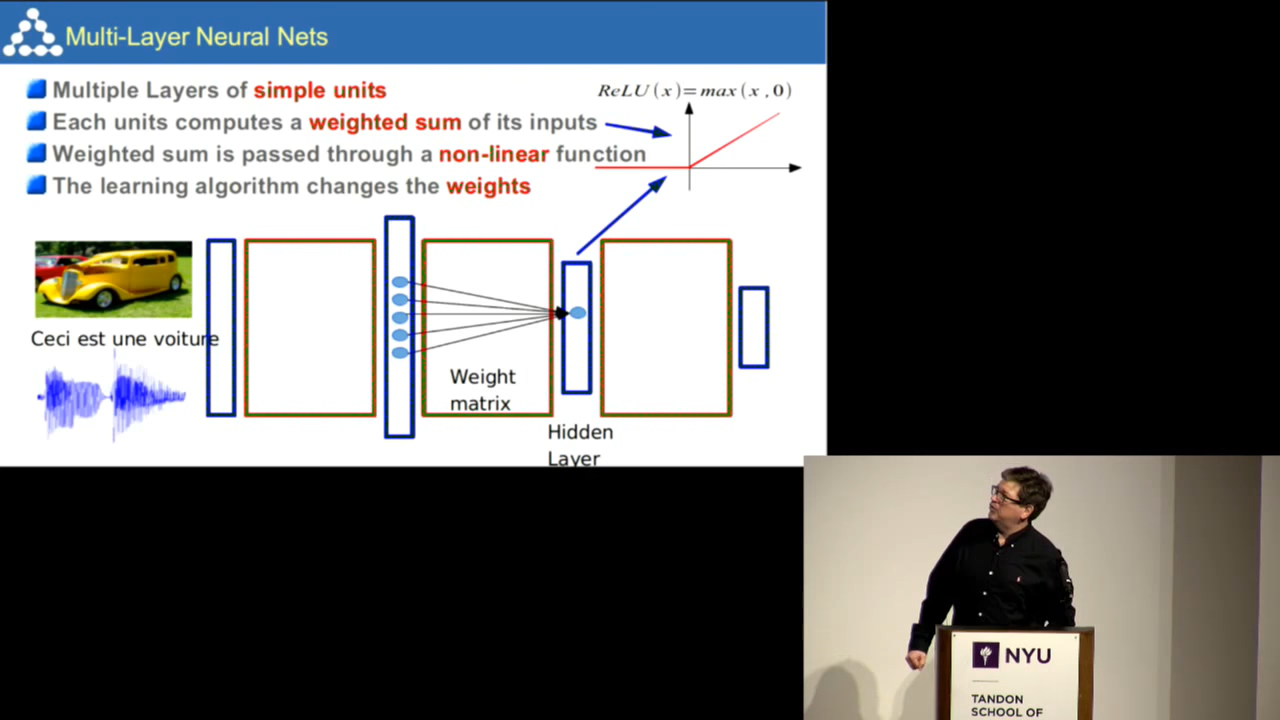 Multi-Layer Neural Nets
Multiple Layers of simple units
Each units computes a weighted sum of its inputs
Weighted sum is passed through a non-linear function
The learning algorithm changes the weights
ReLU(x)=max(x,0)
Ceci est une voiture
Weight
matrix
Hidden
Layer
NYU
TANDON
SCHOOL OF